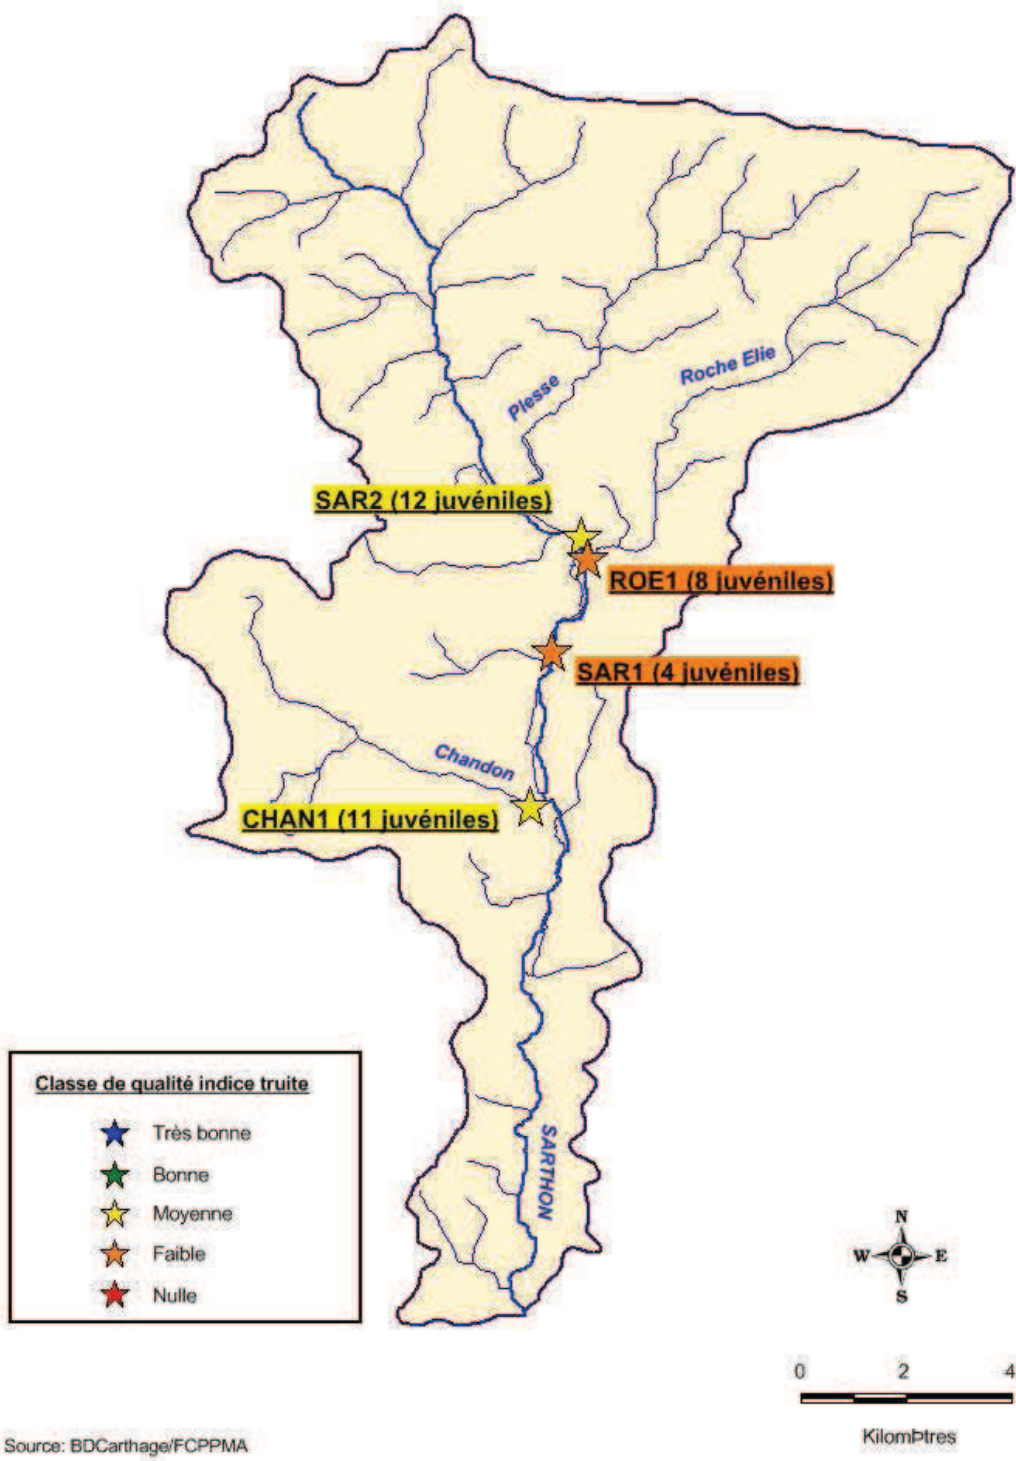 Roche Elie
Plesse
SAR2 (12 juvéniles)
ROE1 (8 juvéniles)
SAR1 (4 juvéniles)
Chandon
CHAN1 (11 juvéniles)
Classe de qualité indice truite
Très bonne
Bonne
Moyenne
Faible
Nulle
SARTHON
N
W E
S
0 2 4
KilomÞtres
Source: BDCarthage/FCPPMA